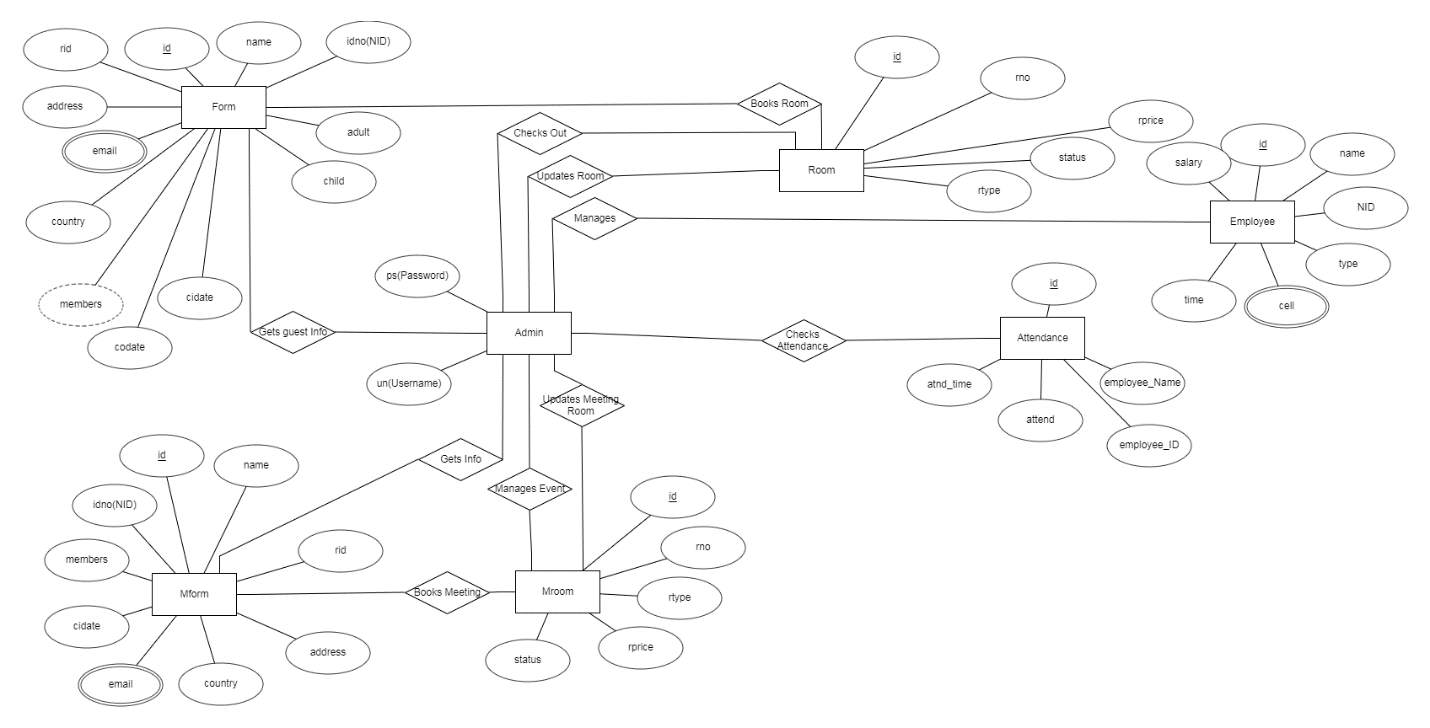 rid
id
name
idno(NID)
address
Form
email
adult
child
country
members
cidate
codate
Books Room
Checks Out
Updates Room
Manages
id
rno
rprice
status
Room
rtype
id
salary
name
Employee
NID
type
time
cell
ps(Password)
Gets guest Info
Admin
un(Username)
Checks
Attendance
id
Attendance
atnd_time
employee_Name
attend
employee_ID
Updates Meeting
Room
Gets Info
Manages Event
id
name
idno(NID)
members
rid
Mform
cidate
address
email
country
Books Meeting
Mroom
id
rno
rtype
rprice
status